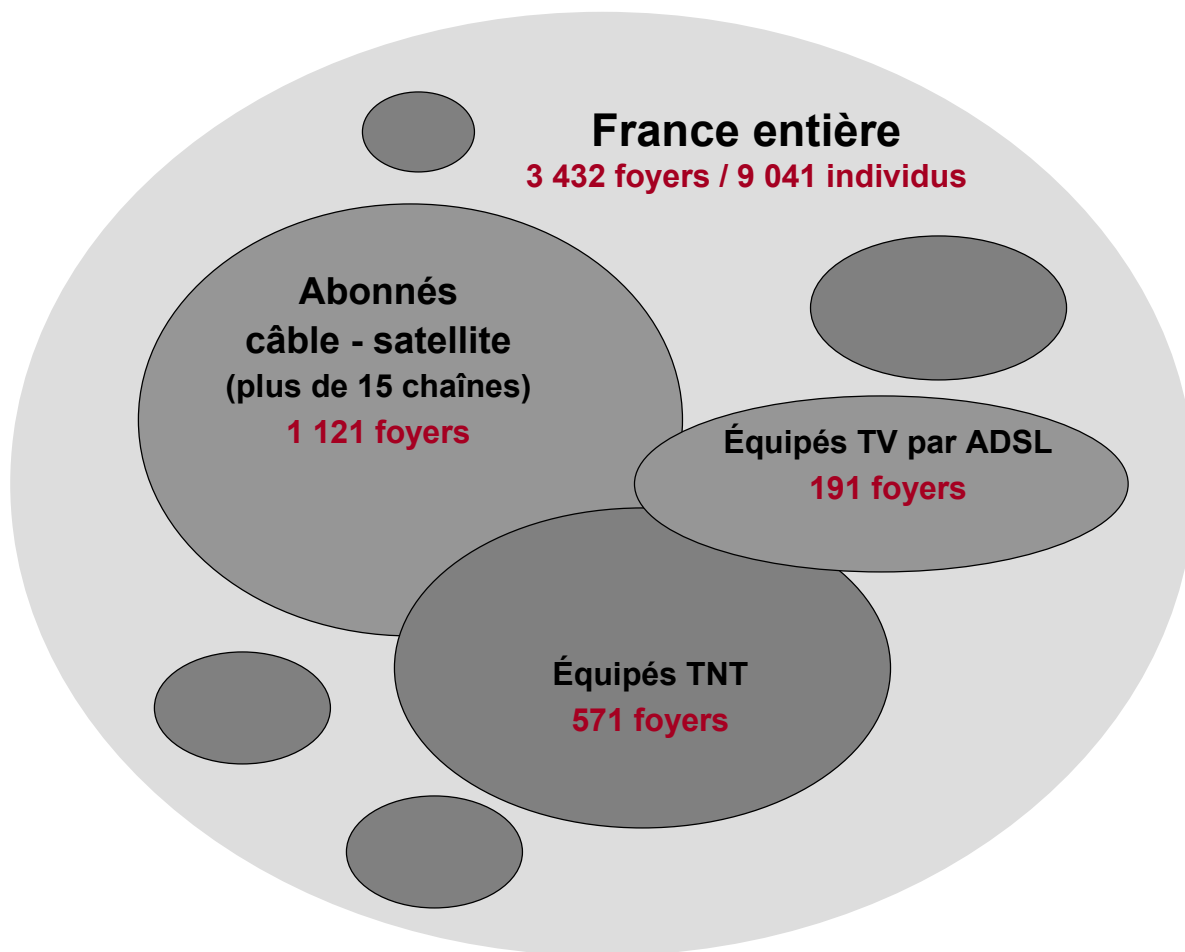 France entière
3 432 foyers / 9 041 individus
Abonnés
câble - satellite
(plus de 15 chaînes)
1 121 foyers
Équipés TV par ADSL
191 foyers
Équipés TNT
571 foyers